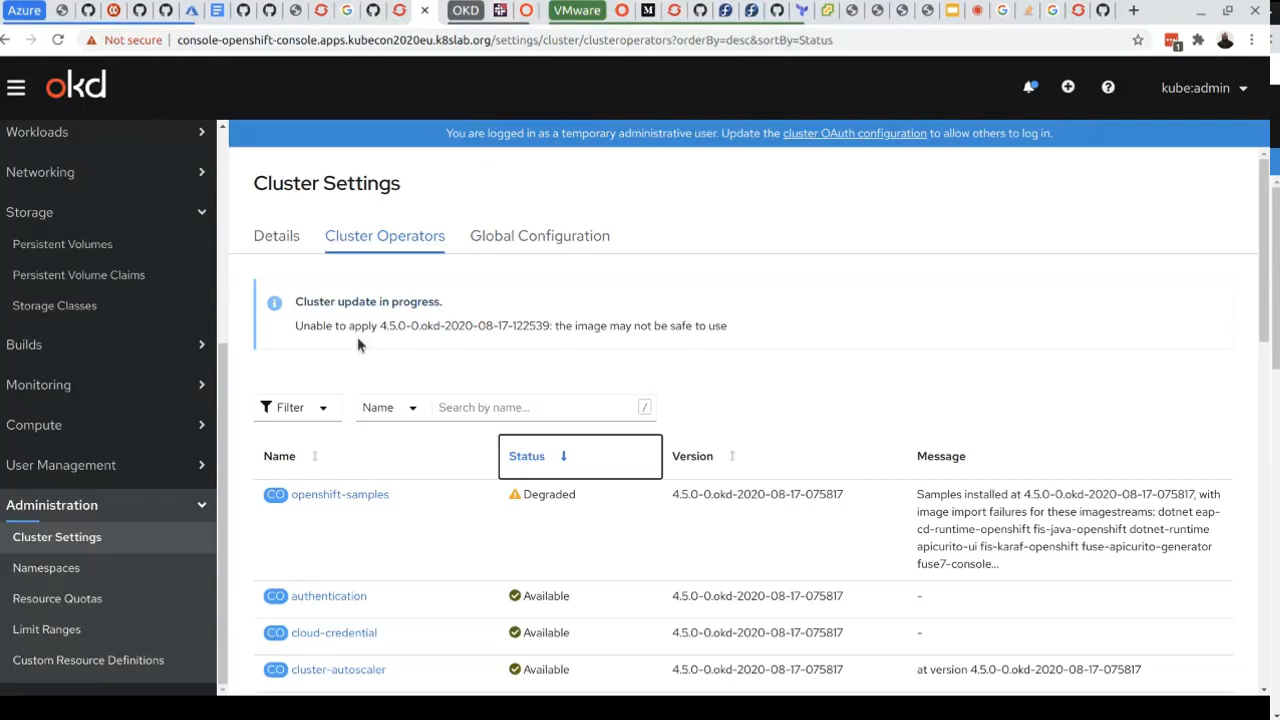 Azure
OKD
VMware
Not secure
console-openshift-console.apps.kubecon2020eu.k8slab.org/settings/cluster/clusteroperators?orderBy=desc&sortBy=Status
1
okd
kube:admin
You are logged in as a temporary administrative user. Update the cluster OAuth configuration to allow others to log in.
Workloads
Networking
Storage
Persistent Volumes
Persistent Volume Claims
Storage Classes
Builds
Monitoring
Compute
User Management
Administration
Cluster Settings
Namespaces
Resource Quotas
Limit Ranges
Custom Resource Definitions
Cluster Settings
Details Cluster Operators Global Configuration
Cluster update in progress.
Unable to apply 4.5.0-0.okd-2020-08-17-122539: the image may not be safe to use
Filter Name Search by name... /
Name Status Version Message
CO openshift-samples Degraded 4.5.0-0.okd-2020-08-17-075817 Samples installed at 4.5.0-0.okd-2020-08-17-075817, with
image import failures for these imagestreams: dotnet eap-
cd-runtime-openshift fis-java-openshift dotnet-runtime
apicurito-ui fis-karaf-openshift fuse-apicurito-generator
fuse7-console...
CO authentication Available 4.5.0-0.okd-2020-08-17-075817 -
CO cloud-credential Available 4.5.0-0.okd-2020-08-17-075817 -
CO cluster-autoscaler Available 4.5.0-0.okd-2020-08-17-075817 at version 4.5.0-0.okd-2020-08-17-075817